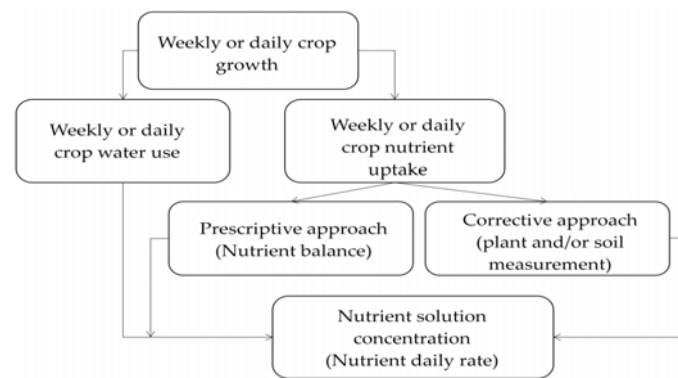 Weekly or daily crop
growth
Weekly or daily
crop water use
Weekly or daily
crop nutrient
uptake
Prescriptive approach
(Nutrient balance)
Corrective approach
(plant and/or soil
measurement)
Nutrient solution
concentration
(Nutrient daily rate)